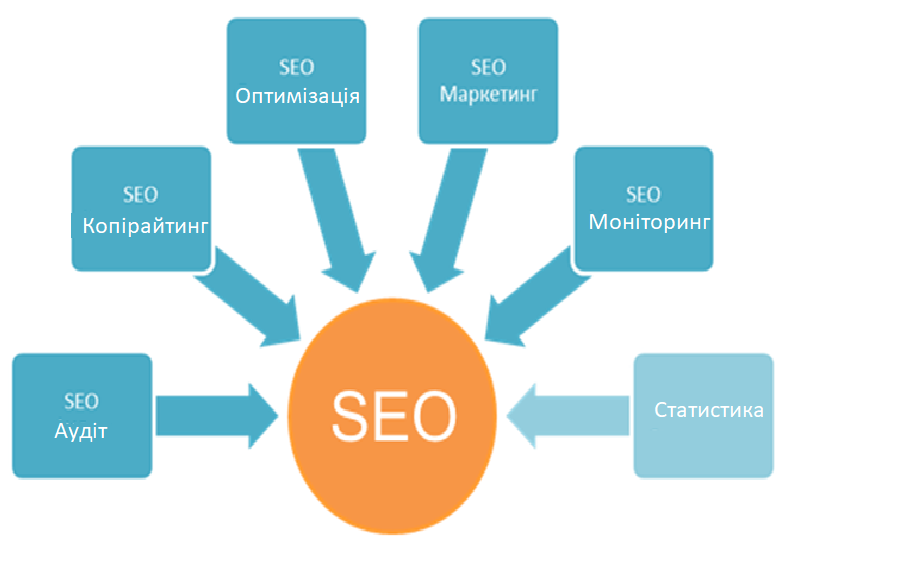 SEO
Оптимізація
SEO
Маркетинг
SEO
Копірайтинг
SEO
Моніторинг
SEO
Аудіт
SEO
Статистика